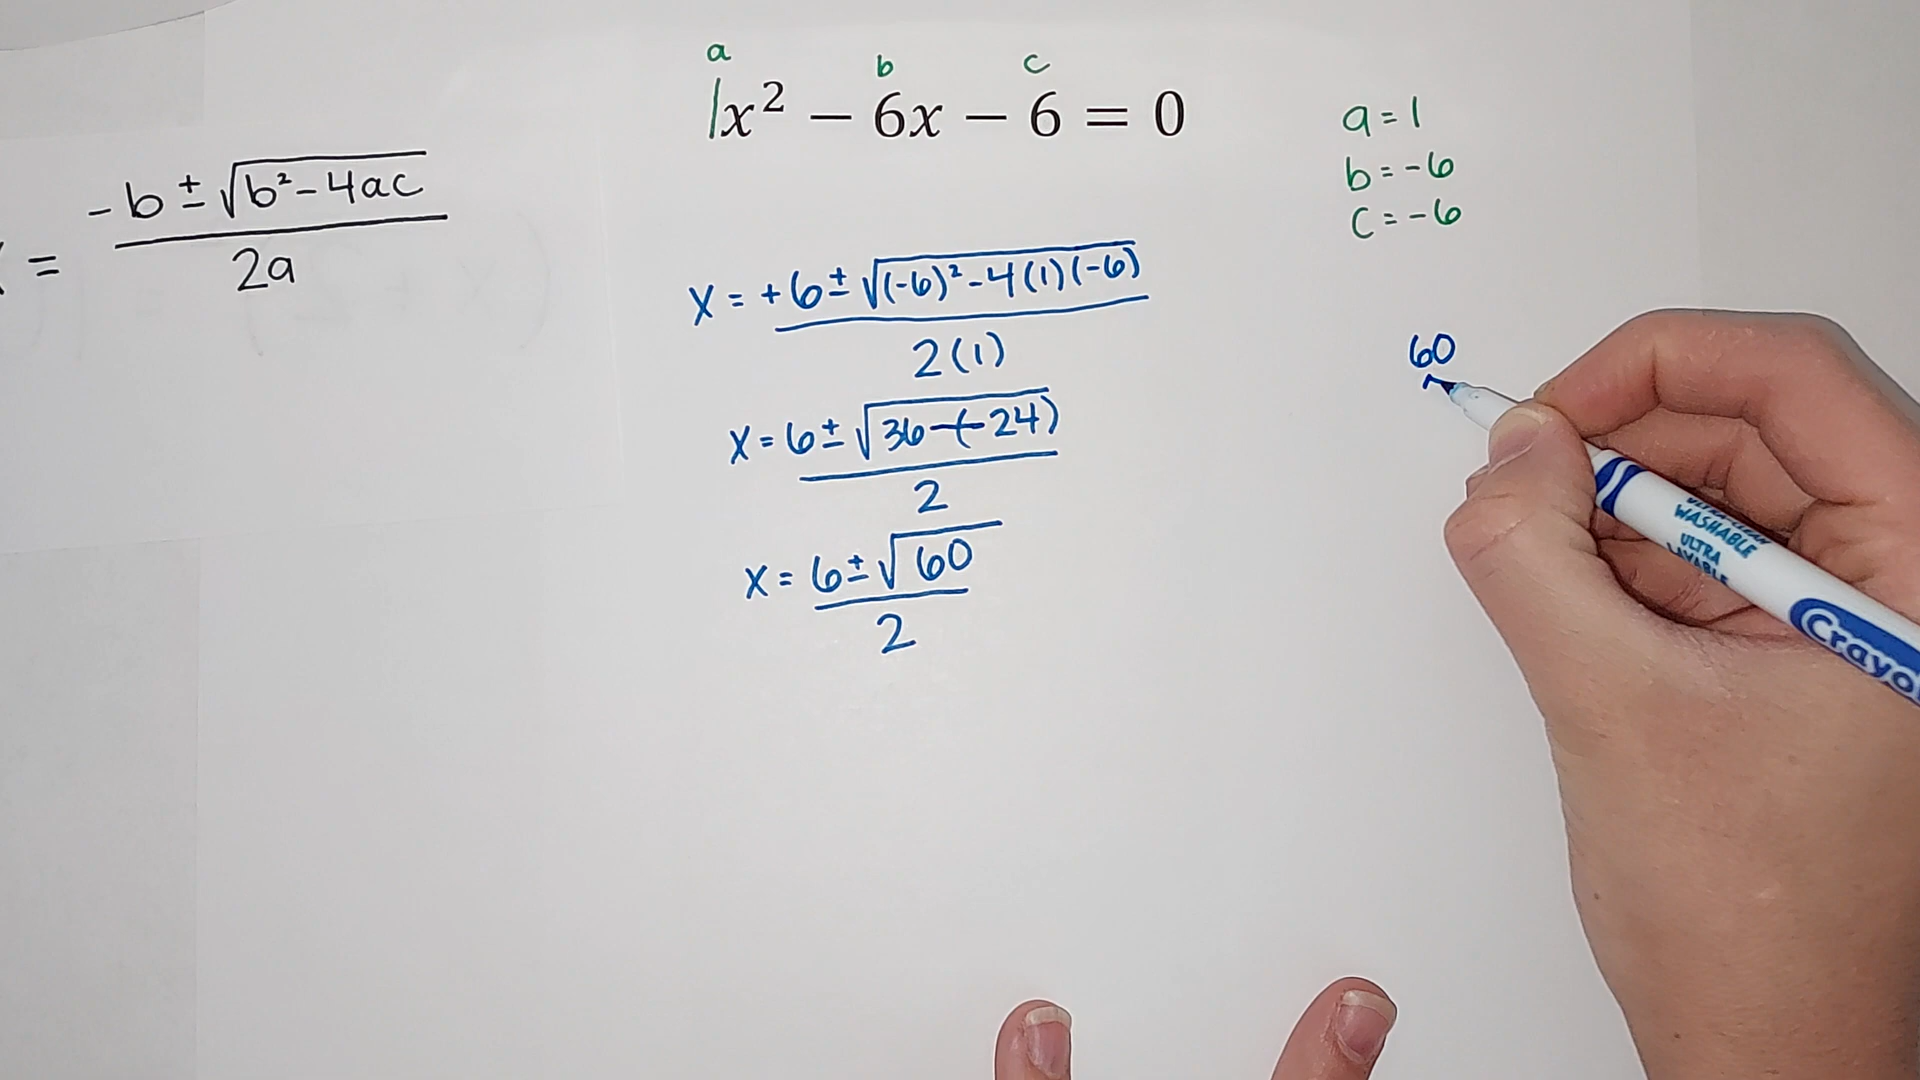 a b c
1x² − 6x − 6 = 0
a = 1
b = -6
c = -6
= -b ± √b² - 4ac
2a
x = +6 ± √(-6)² - 4(1)(-6)
2(1)
x = 6 ± √36 - (-24)
2
x = 6 ± √60
2
60
WASHABLE
ULTRA
Crayo